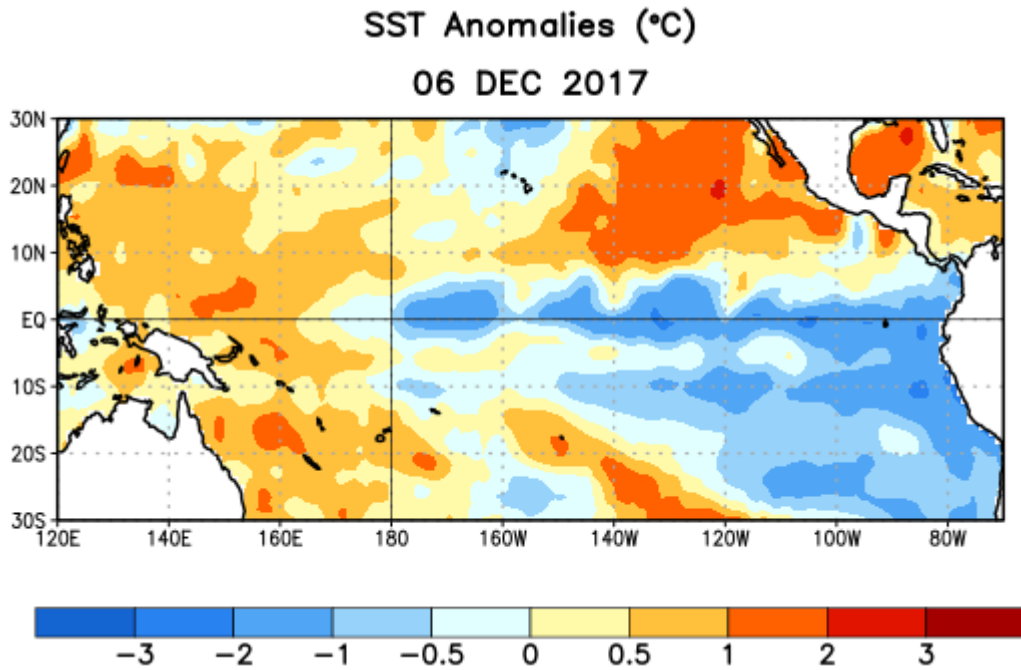 SST Anomalies (°C)
06 DEC 2017
30N
20N
10N
EQ
10S
20S
30S
120E 140E 160E 180 160W 140W 120W 100W 80W
-3 -2 -1 -0.5 0 0.5 1 2 3